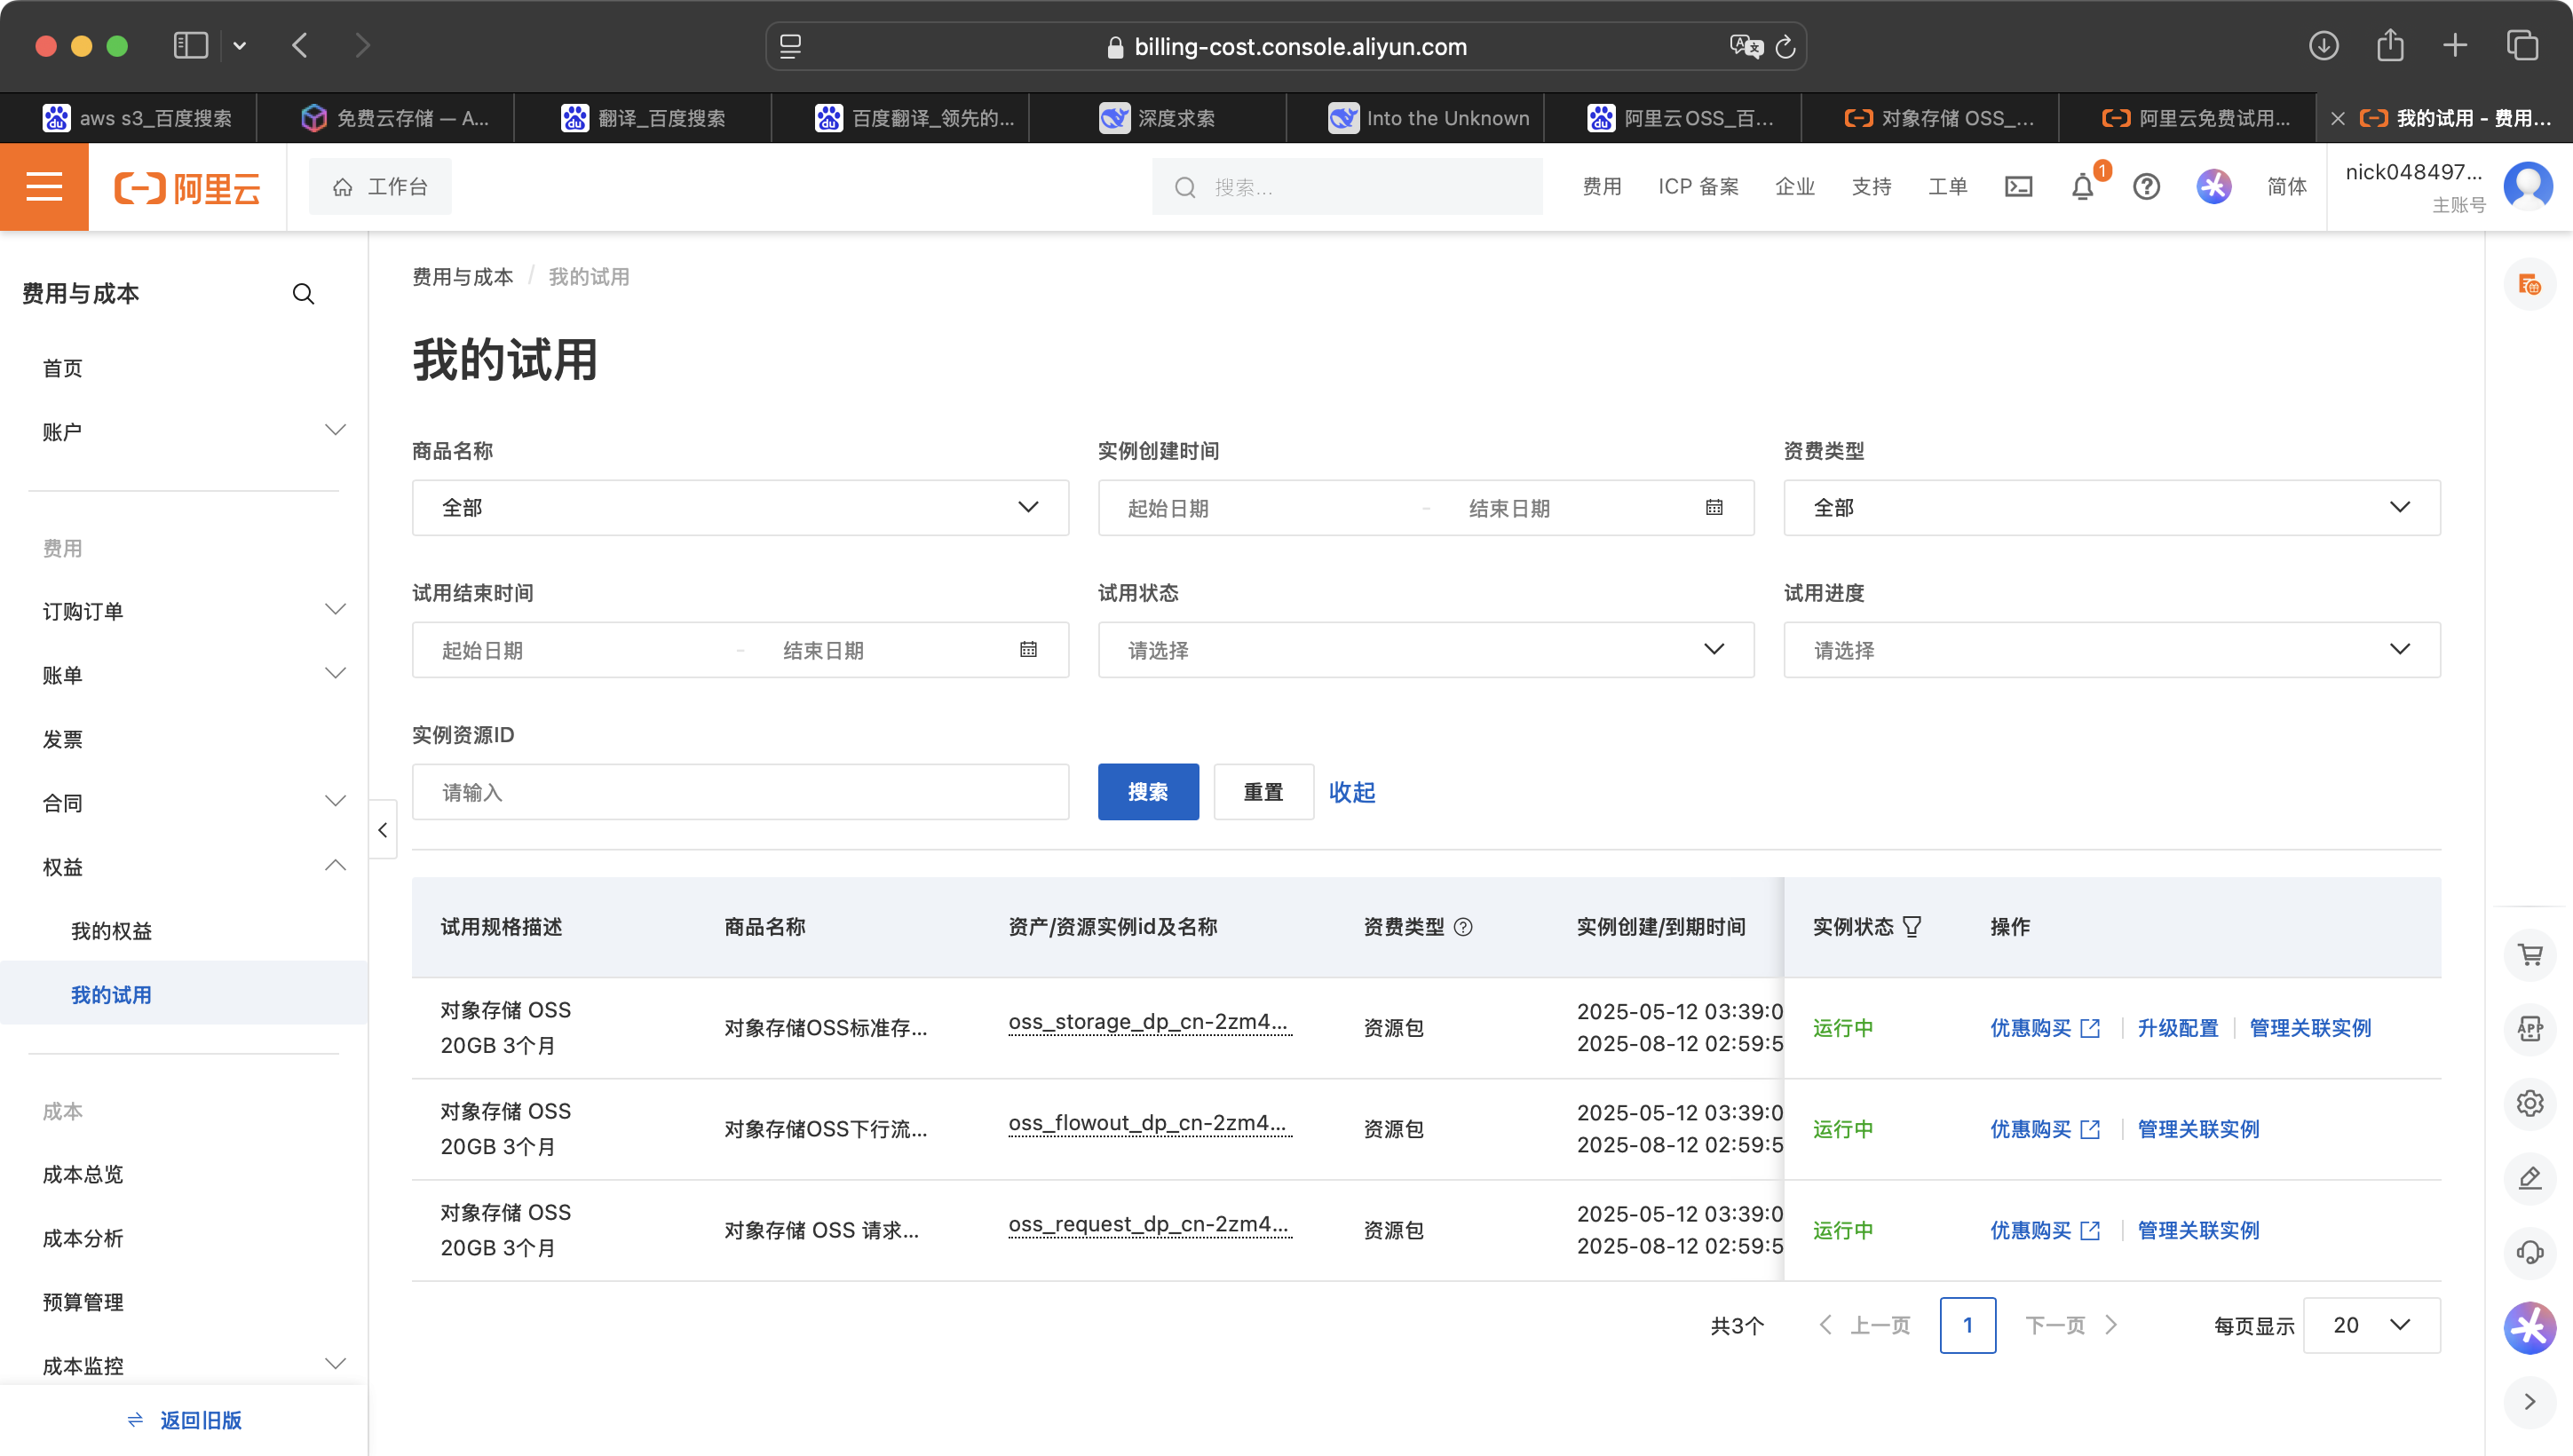 billing-cost.console.aliyun.com
aws s3_百度搜索
免费云存储 — A...
翻译_百度搜索
百度翻译_领先的...
深度求索
Into the Unknown
阿里云OSS_百...
对象存储 OSS_...
阿里云免费试用...
我的试用 - 费用...
阿里云
工作台
搜索...
费用
ICP 备案
企业
支持
工单
1
简体
nick048497...
主账号
费用与成本
首页
账户
费用
订购订单
账单
发票
合同
权益
我的权益
我的试用
成本
成本总览
成本分析
预算管理
成本监控
返回旧版
费用与成本 / 我的试用
我的试用
商品名称
全部
实例创建时间
起始日期 - 结束日期
资费类型
全部
试用结束时间
起始日期 - 结束日期
试用状态
请选择
试用进度
请选择
实例资源ID
请输入
搜索
重置
收起
试用规格描述 商品名称 资产/资源实例id及名称 资费类型 实例创建/到期时间 实例状态 操作
对象存储 OSS
20GB 3个月
对象存储OSS标准存...
oss_storage_dp_cn-2zm4...
资源包
2025-05-12 03:39:0
2025-08-12 02:59:5
运行中
优惠购买 升级配置 管理关联实例
对象存储 OSS
20GB 3个月
对象存储OSS下行流...
oss_flowout_dp_cn-2zm4...
资源包
2025-05-12 03:39:0
2025-08-12 02:59:5
运行中
优惠购买 管理关联实例
对象存储 OSS
20GB 3个月
对象存储 OSS 请求...
oss_request_dp_cn-2zm4...
资源包
2025-05-12 03:39:0
2025-08-12 02:59:5
运行中
优惠购买 管理关联实例
共3个
上一页
1
下一页
每页显示
20
APP